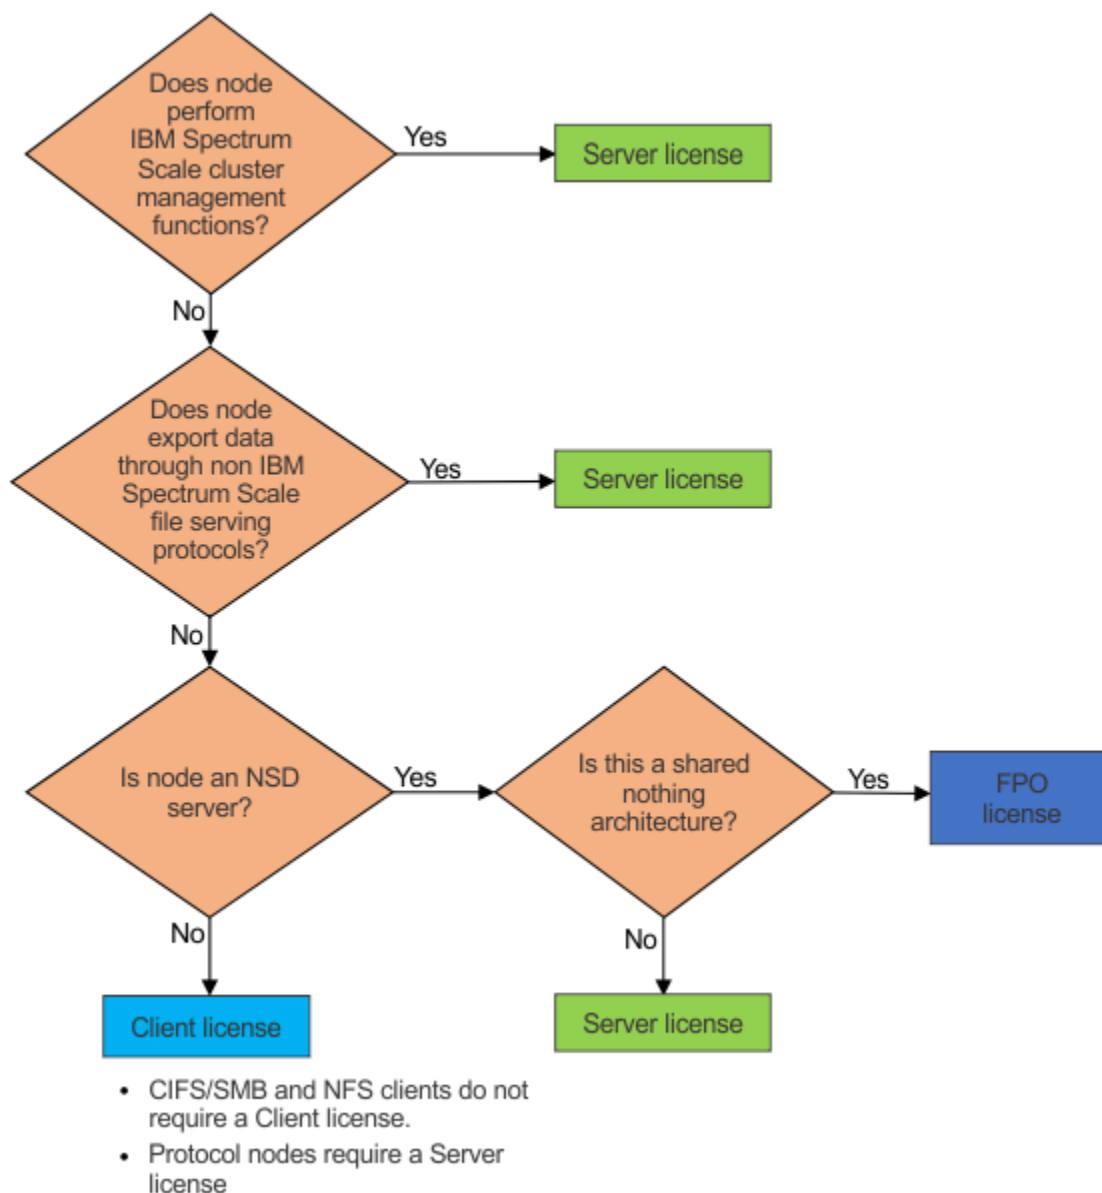 Does node
perform
IBM Spectrum
Scale cluster
management
functions?
Yes
Server license
No
Does node
export data
through non IBM
Spectrum Scale
file serving
protocols?
Yes
Server license
No
Is node an NSD
server?
Yes
Is this a shared
nothing
architecture?
Yes
FPO
license
No
No
Client license
Server license
• CIFS/SMB and NFS clients do not
require a Client license.
• Protocol nodes require a Server
license